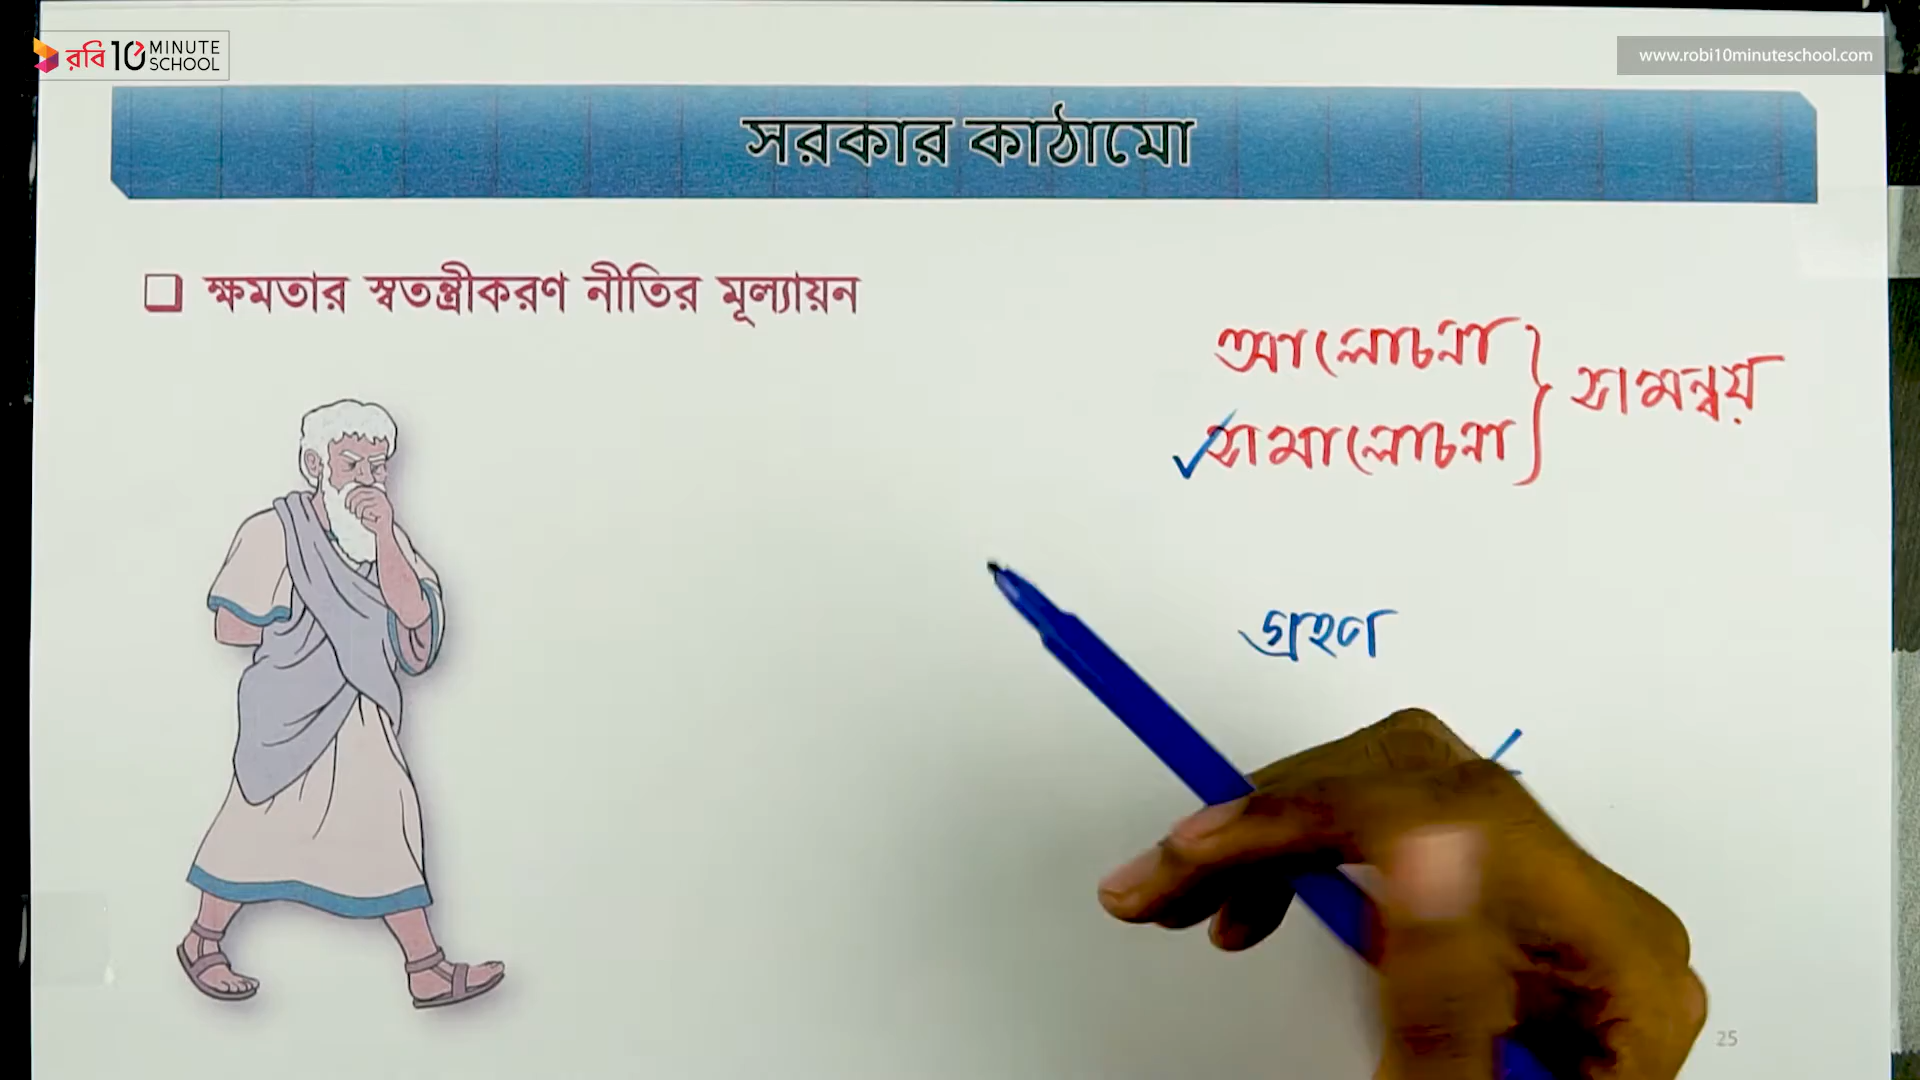 রবি 10 MINUTE SCHOOL
www.robi10minuteschool.com
সরকার কাঠামো
ক্ষমতার স্বতন্ত্রীকরণ নীতির মূল্যায়ন
আলোচনা
সমালোচনা
সমন্বয়
গ্রহণ
25